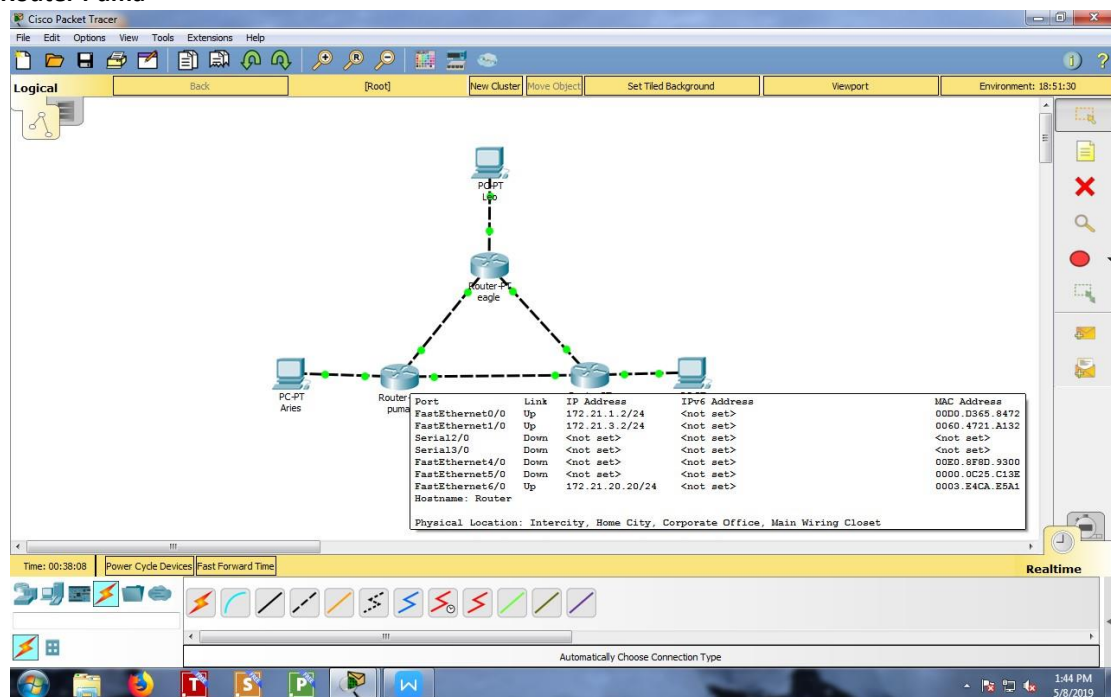 Cisco Packet Tracer
File Edit Options View Tools Extensions Help
Logical Back [Root] New Cluster Move Object Set Tiled Background Viewport Environment: 18:51:30
PC-PT
Leo
Router-PT
eagle
PC-PT
Aries
Router
puma
Port Link IP Address IPv6 Address MAC Address
FastEthernet0/0 Up 172.21.1.2/24 <not set> 00D0.D365.8472
FastEthernet1/0 Up 172.21.3.2/24 <not set> 0060.4721.A132
Serial2/0 Down <not set> <not set> <not set>
Serial3/0 Down <not set> <not set> <not set>
FastEthernet4/0 Down <not set> <not set> 00E0.8F8D.9300
FastEthernet5/0 Down <not set> <not set> 0000.0C25.C13E
FastEthernet6/0 Up 172.21.20.20/24 <not set> 0003.E4CA.E5A1
Hostname: Router
Physical Location: Intercity, Home City, Corporate Office, Main Wiring Closet
Time: 00:38:08 Power Cycle Devices Fast Forward Time Realtime
Automatically Choose Connection Type
1:44 PM
5/8/2019